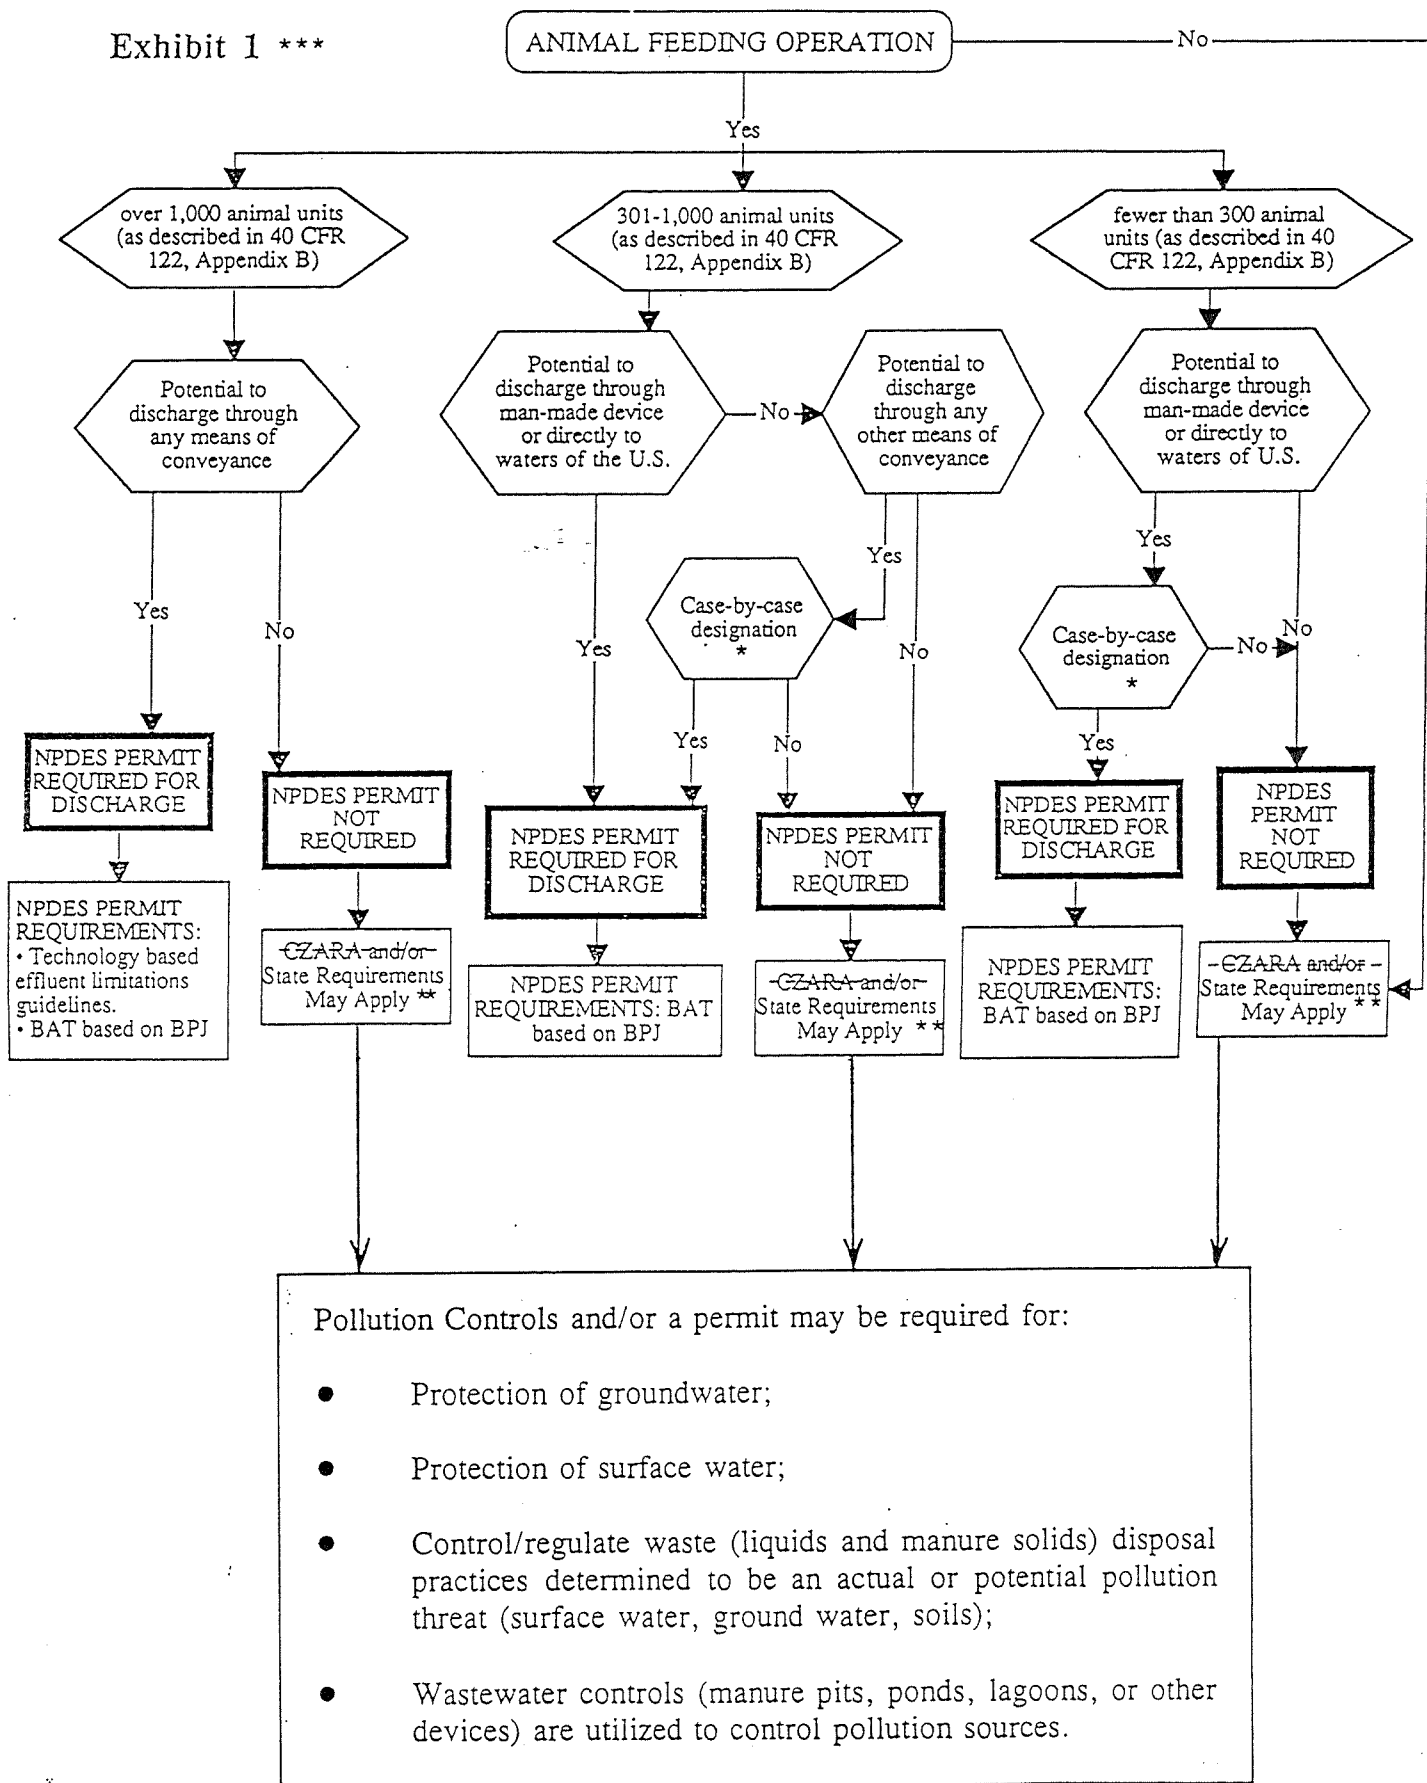 Exhibit 1 ***
ANIMAL FEEDING OPERATION
No
Yes
over 1,000 animal units
(as described in 40 CFR
122, Appendix B)
301-1,000 animal units
(as described in 40 CFR
122, Appendix B)
fewer than 300 animal
units (as described in 40
CFR 122, Appendix B)
Potential to
discharge through
any means of
conveyance
Potential to
discharge through
man-made device
or directly to
waters of the U.S.
No
Potential to
discharge
through any
other means of
conveyance
Potential to
discharge through
man-made device
or directly to
waters of U.S.
Yes
No
Yes
Yes
Case-by-case
designation
*
No
Yes
No
Yes
Case-by-case
designation
*
No
No
Yes
NPDES PERMIT
REQUIRED FOR
DISCHARGE
NPDES PERMIT
NOT
REQUIRED
NPDES PERMIT
REQUIRED FOR
DISCHARGE
NPDES PERMIT
NOT
REQUIRED
NPDES PERMIT
REQUIRED FOR
DISCHARGE
NPDES
PERMIT
NOT
REQUIRED
NPDES PERMIT
REQUIREMENTS:
• Technology based
effluent limitations
guidelines.
• BAT based on BPJ
CZARA and/or
State Requirements
May Apply **
NPDES PERMIT
REQUIREMENTS: BAT
based on BPJ
CZARA and/or
State Requirements
May Apply **
NPDES PERMIT
REQUIREMENTS:
BAT based on BPJ
CZARA and/or
State Requirements
May Apply **
Pollution Controls and/or a permit may be required for:
● Protection of groundwater;
● Protection of surface water;
● Control/regulate waste (liquids and manure solids) disposal
practices determined to be an actual or potential pollution
threat (surface water, ground water, soils);
● Wastewater controls (manure pits, ponds, lagoons, or other
devices) are utilized to control pollution sources.